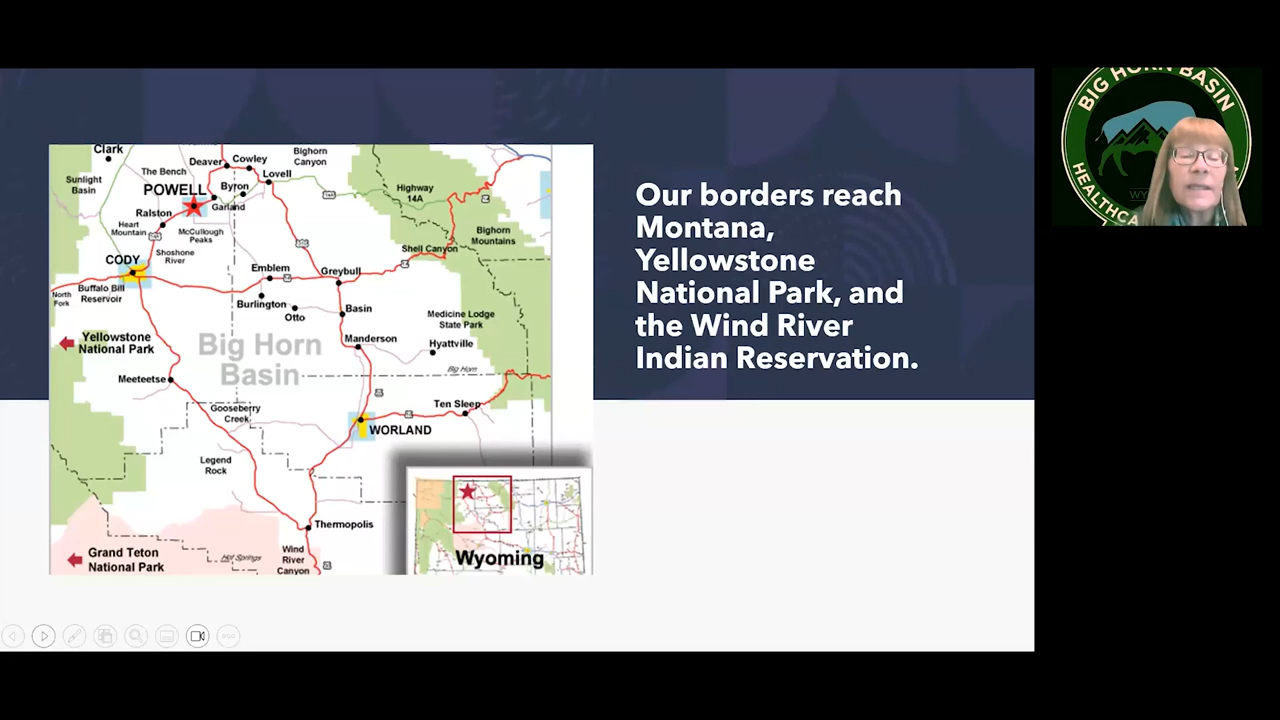 Clark
Deaver
Cowley
Bighorn
Canyon
The Bench
Lovell
Sunlight
Basin
POWELL
Byron
Highway
14A
14A
Garland
Ralston
Heart
Mountain
McCullough
Peaks
Bighorn
Mountains
Shell Canyon
Shoshone
River
CODY
Emblem
Greybull
North
Fork
Buffalo Bill
Reservoir
Burlington
Otto
Basin
Medicine Lodge
State Park
Yellowstone
National Park
Big Horn
Basin
Manderson
Hyattville
Big Horn
Meeteetse
Gooseberry
Creek
Ten Sleep
WORLAND
Legend
Rock
Thermopolis
Grand Teton
National Park
Hot Springs
Wind
River
Canyon
Wyoming
Our borders reach
Montana,
Yellowstone
National Park, and
the Wind River
Indian Reservation.
BIG HORN BASIN
HEALTHCA
WY